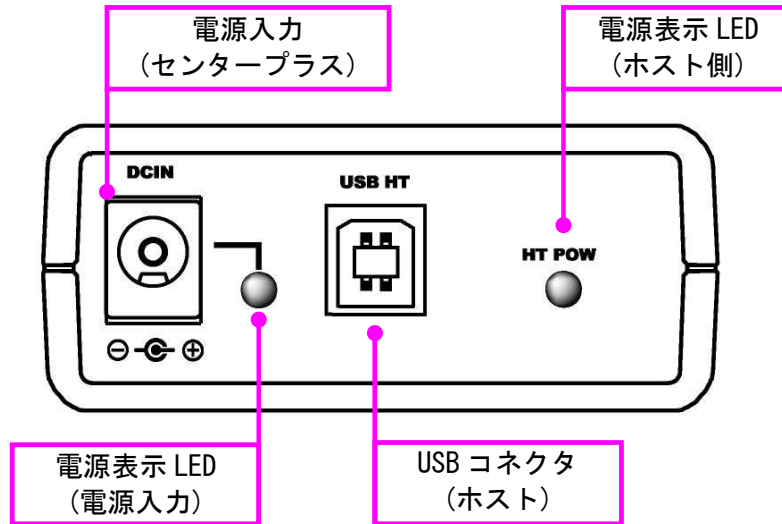 電源入力
（センタープラス）
電源表示 LED
（ホスト側）
DCIN
USB HT
HT POW
電源表示 LED
（電源入力）
USB コネクタ
（ホスト）